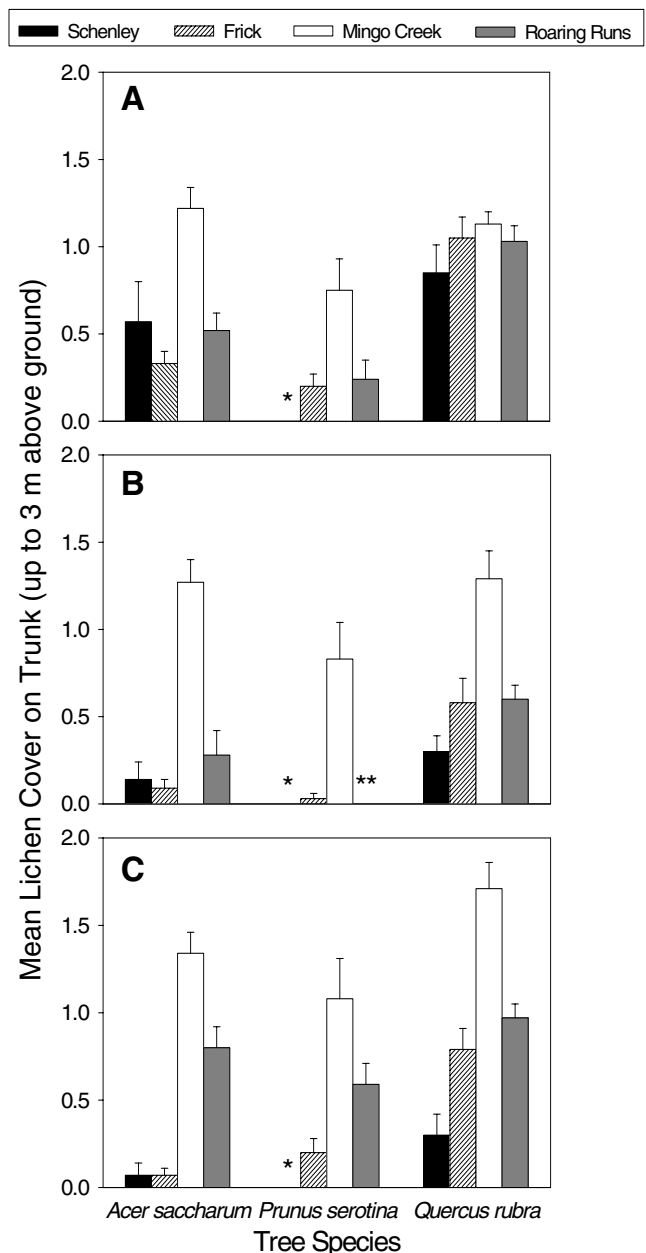 Schenley Frick Mingo Creek Roaring Runs
Mean Lichen Cover on Trunk (up to 3 m above ground)
A
2.0
1.5
1.0
0.5
0.0
*
B
2.0
1.5
1.0
0.5
0.0
* **
C
2.0
1.5
1.0
0.5
0.0
*
Acer saccharum Prunus serotina Quercus rubra
Tree Species